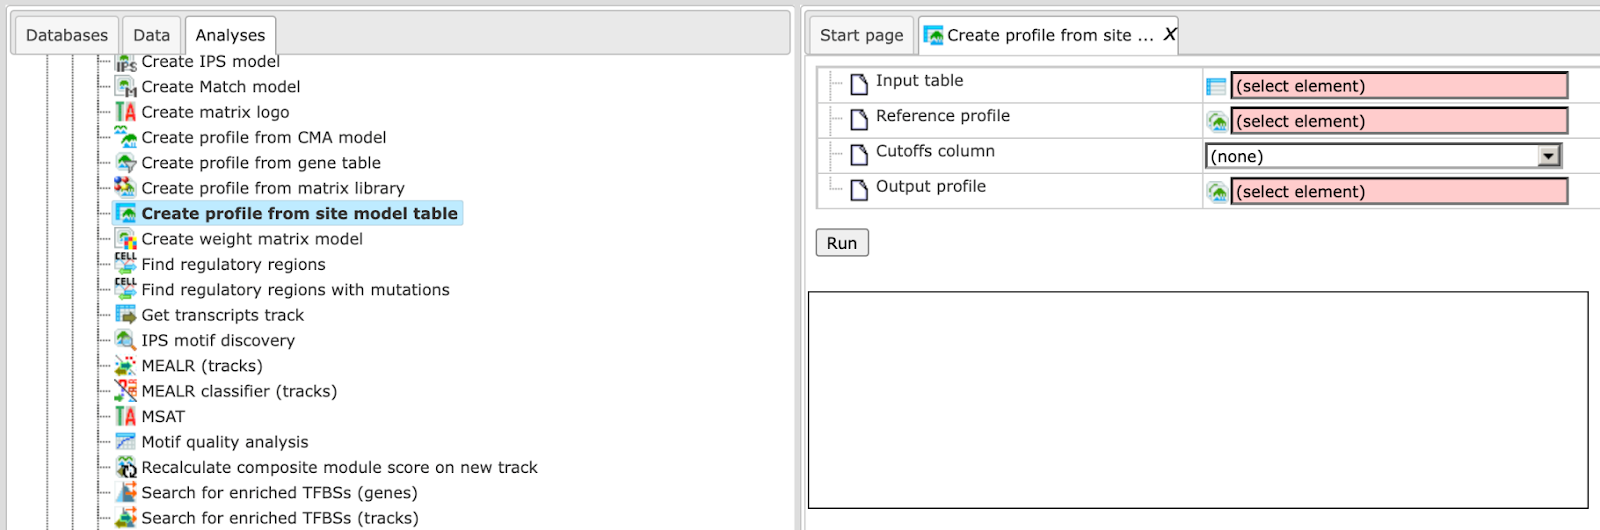 Databases Data Analyses
Create IPS model
Create Match model
Create matrix logo
Create profile from CMA model
Create profile from gene table
Create profile from matrix library
Create profile from site model table
Create weight matrix model
Find regulatory regions
Find regulatory regions with mutations
Get transcripts track
IPS motif discovery
MEALR (tracks)
MEALR classifier (tracks)
MSAT
Motif quality analysis
Recalculate composite module score on new track
Search for enriched TFBSs (genes)
Search for enriched TFBSs (tracks)
Start page Create profile from site ... X
Input table (select element)
Reference profile (select element)
Cutoffs column (none)
Output profile (select element)
Run